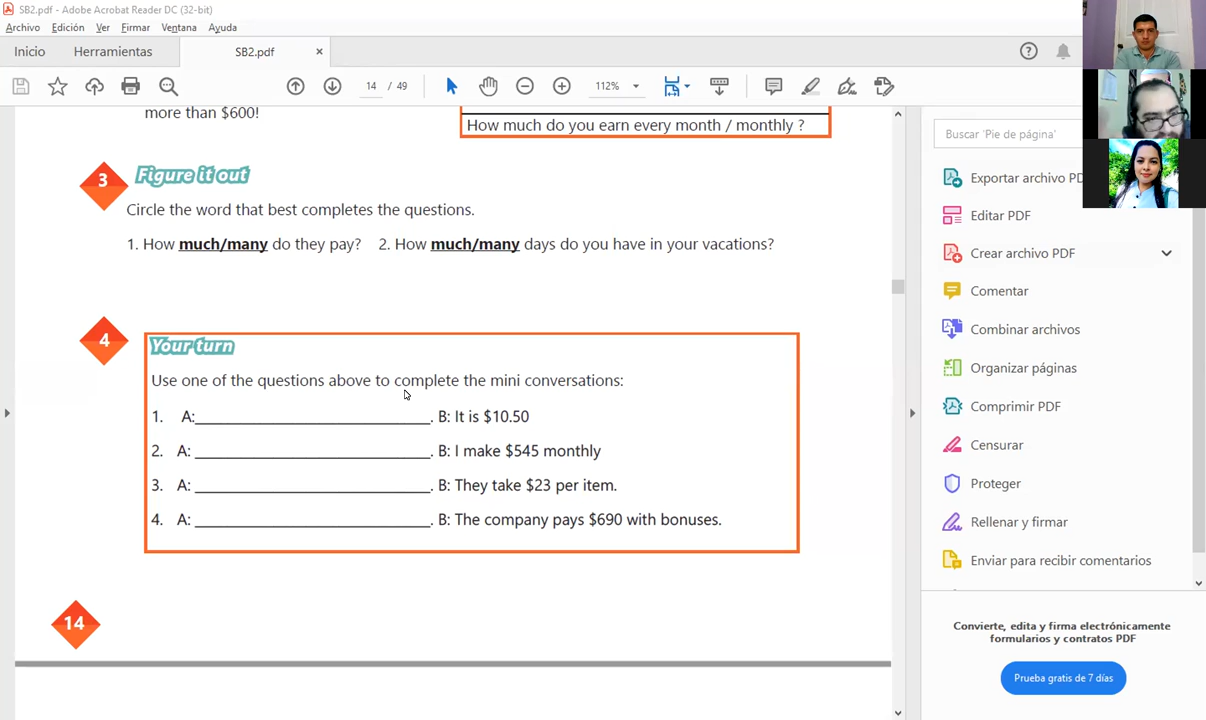 SB2.pdf - Adobe Acrobat Reader DC (32-bit)
Archivo Edición Ver Firmar Ventana Ayuda
Inicio Herramientas SB2.pdf ×
14 / 49 112%
more than $600!
How much do you earn every month / monthly ?
3 Figure it out
Circle the word that best completes the questions.
1. How much/many do they pay? 2. How much/many days do you have in your vacations?
4 Your turn
Use one of the questions above to complete the mini conversations:
1. A:____________________________. B: It is $10.50
2. A: ____________________________. B: I make $545 monthly
3. A: ____________________________. B: They take $23 per item.
4. A: ____________________________. B: The company pays $690 with bonuses.
14
Buscar 'Pie de página'
Exportar archivo PD
Editar PDF
Crear archivo PDF
Comentar
Combinar archivos
Organizar páginas
Comprimir PDF
Censurar
Proteger
Rellenar y firmar
Enviar para recibir comentarios
Convierte, edita y firma electrónicamente
formularios y contratos PDF
Prueba gratis de 7 días